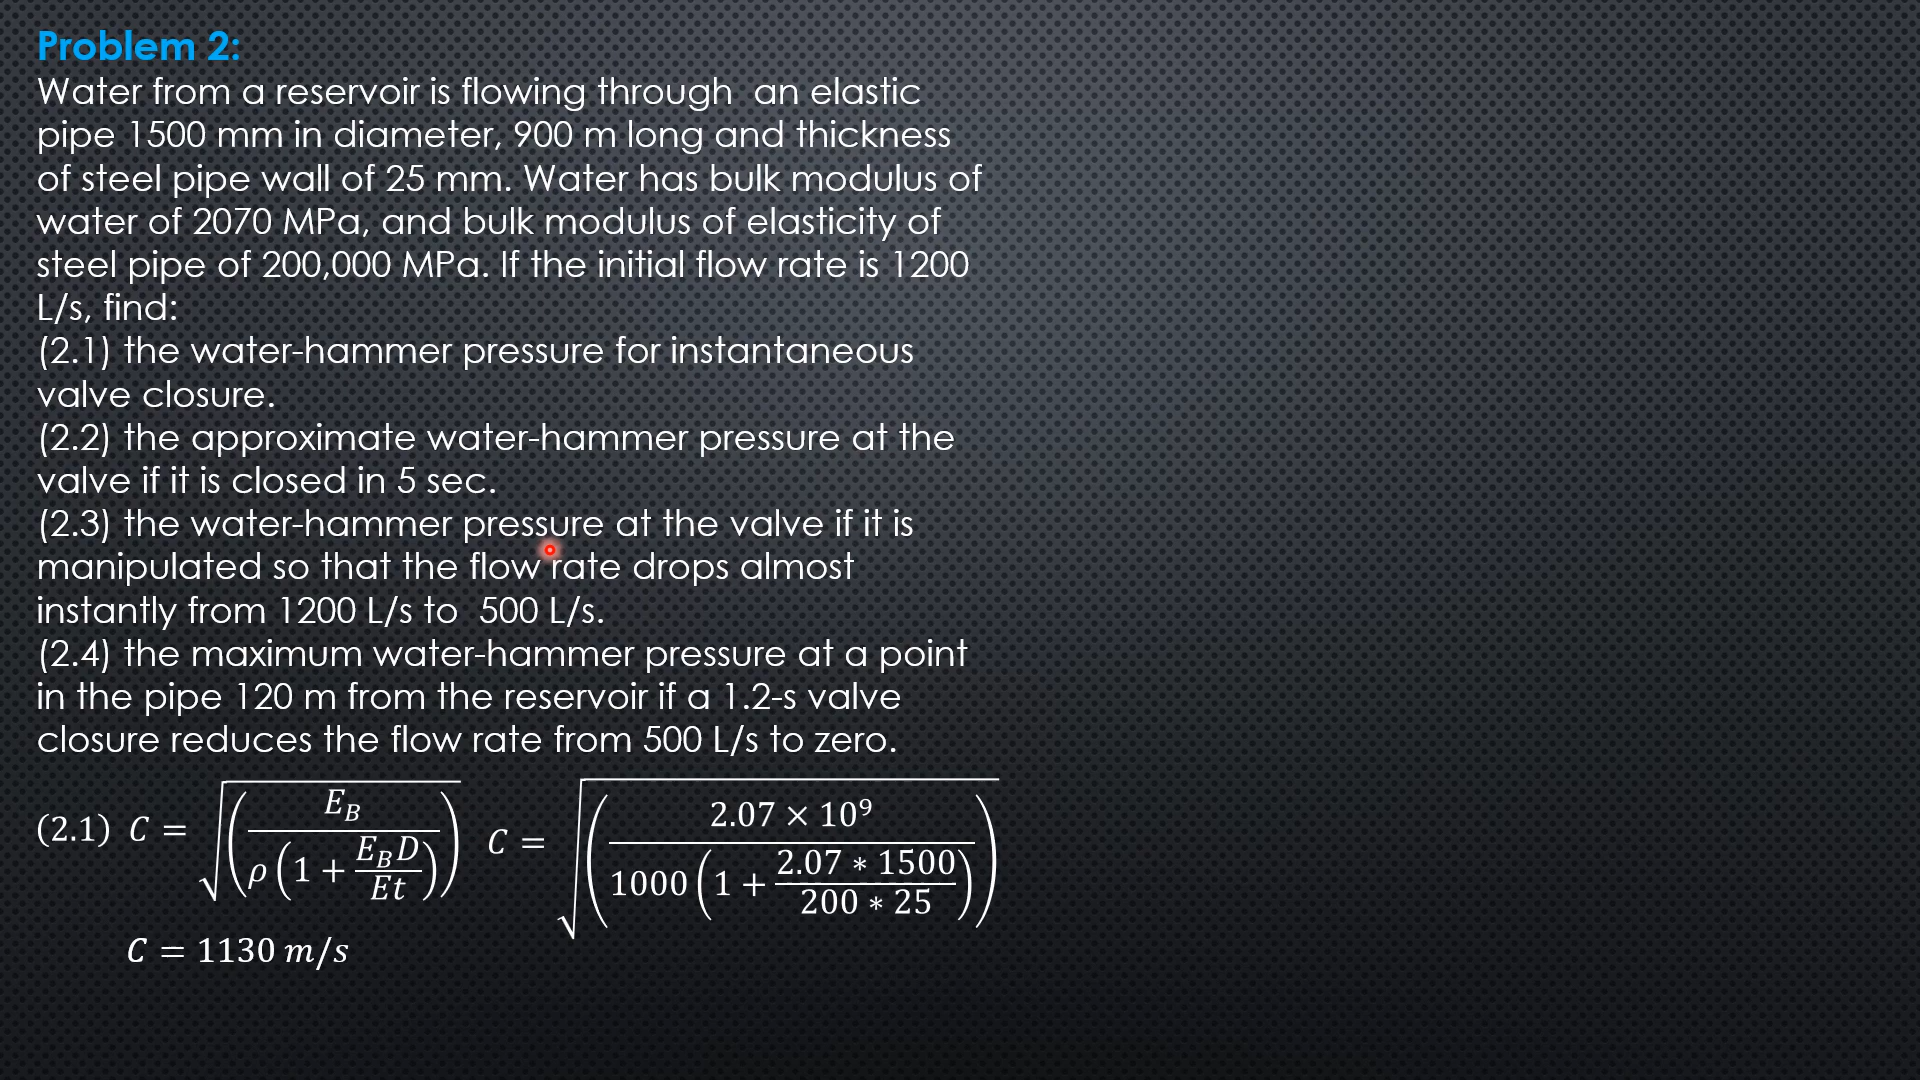 Problem 2:
Water from a reservoir is flowing through  an elastic
pipe 1500 mm in diameter, 900 m long and thickness
of steel pipe wall of 25 mm. Water has bulk modulus of
water of 2070 MPa, and bulk modulus of elasticity of
steel pipe of 200,000 MPa. If the initial flow rate is 1200
L/s, find:
(2.1) the water-hammer pressure for instantaneous
valve closure.
(2.2) the approximate water-hammer pressure at the
valve if it is closed in 5 sec.
(2.3) the water-hammer pressure at the valve if it is
manipulated so that the flow rate drops almost
instantly from 1200 L/s to  500 L/s.
(2.4) the maximum water-hammer pressure at a point
in the pipe 120 m from the reservoir if a 1.2-s valve
closure reduces the flow rate from 500 L/s to zero.
(2.1) C = √(E_B / (ρ(1 + E_B D / Et))) C = √(2.07 × 10⁹ / (1000(1 + 2.07 ∗ 1500 / 200 ∗ 25)))
C = 1130 m/s